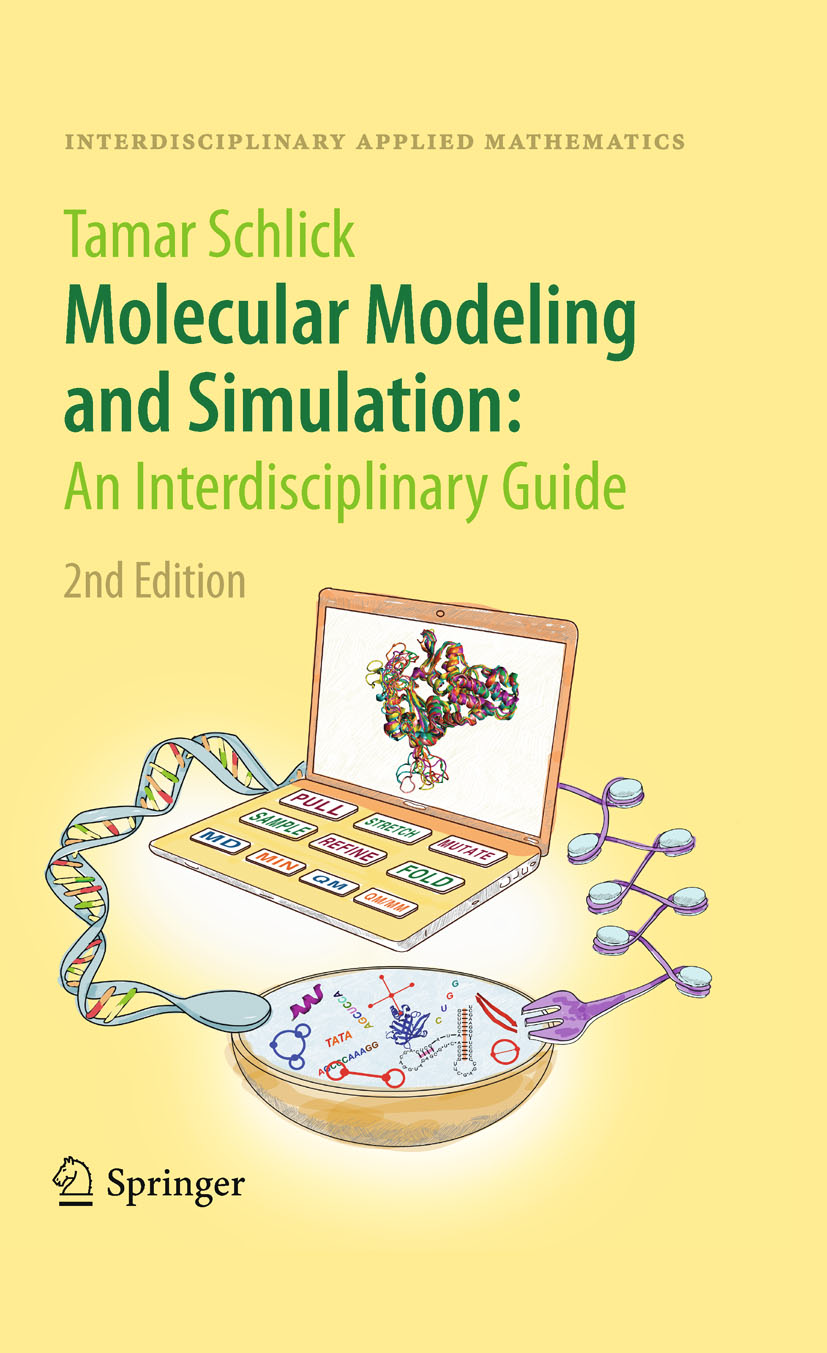 INTERDISCIPLINARY APPLIED MATHEMATICS
Tamar Schlick
Molecular Modeling
and Simulation:
An Interdisciplinary Guide
2nd Edition
PULL
STRETCH
MUTATE
SAMPLE
REFINE
FOLD
MD
MIN
QM
QM/MM
AGCUCCA
G
G
U
C
TATA
Springer